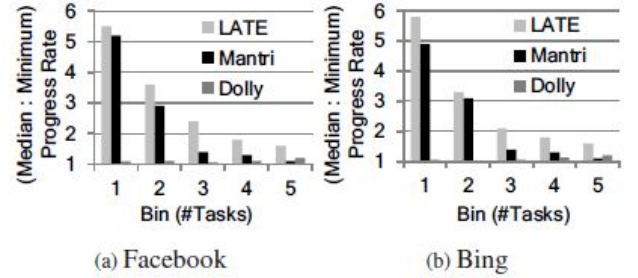 (Median : Minimum)
Progress Rate
6
5
4
3
2
1
LATE
Mantri
Dolly
1 2 3 4 5
Bin (#Tasks)
(a) Facebook
(Median : Minimum)
Progress Rate
6
5
4
3
2
1
LATE
Mantri
Dolly
1 2 3 4 5
Bin (#Tasks)
(b) Bing